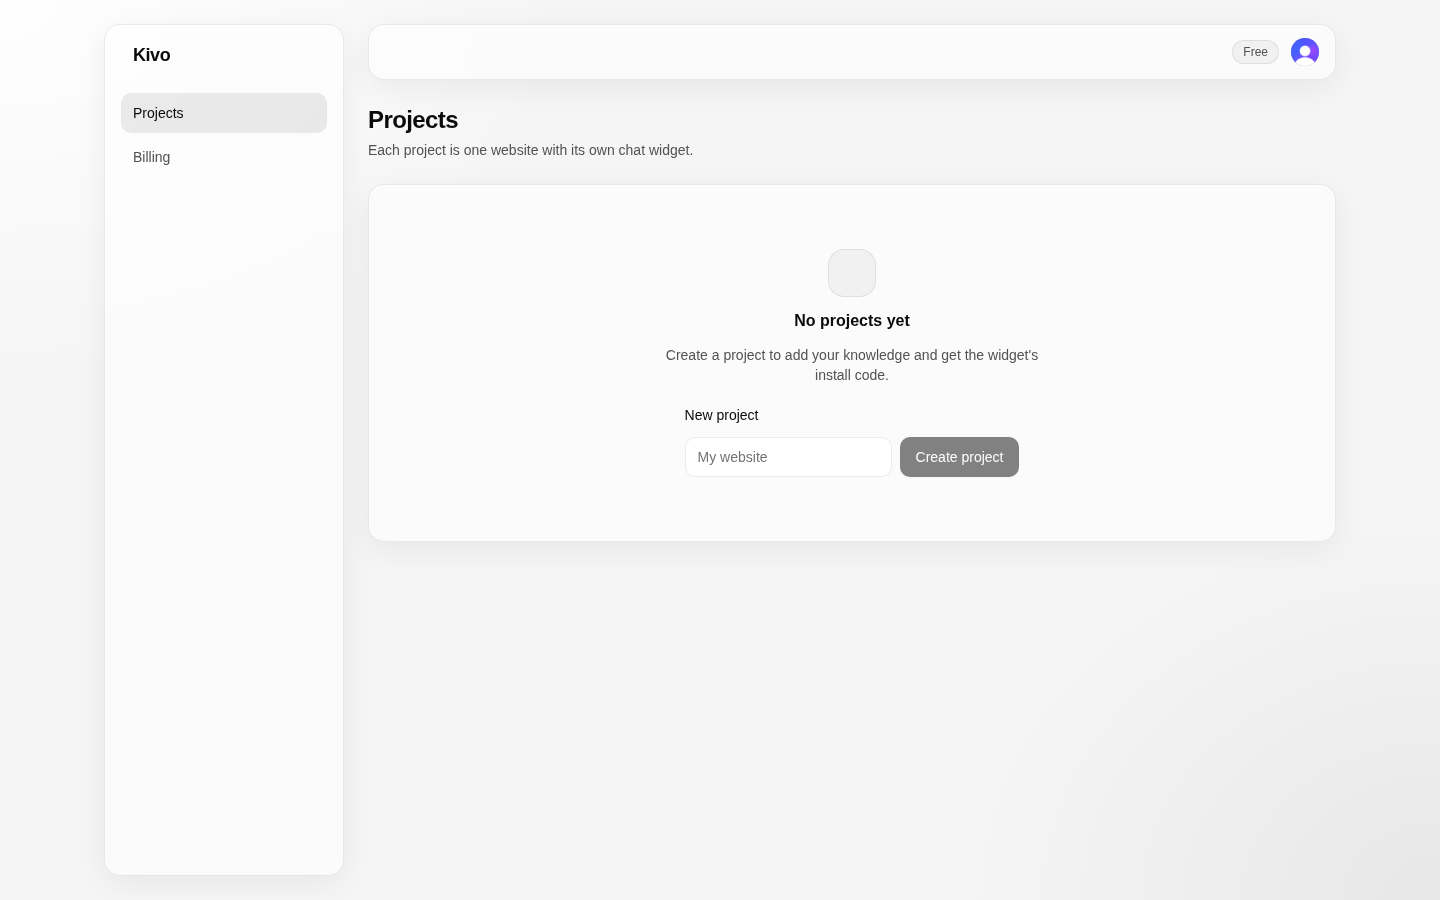 Kivo
Projects
Billing
Free
Projects
Each project is one website with its own chat widget.
No projects yet
Create a project to add your knowledge and get the widget's
install code.
New project
My website
Create project